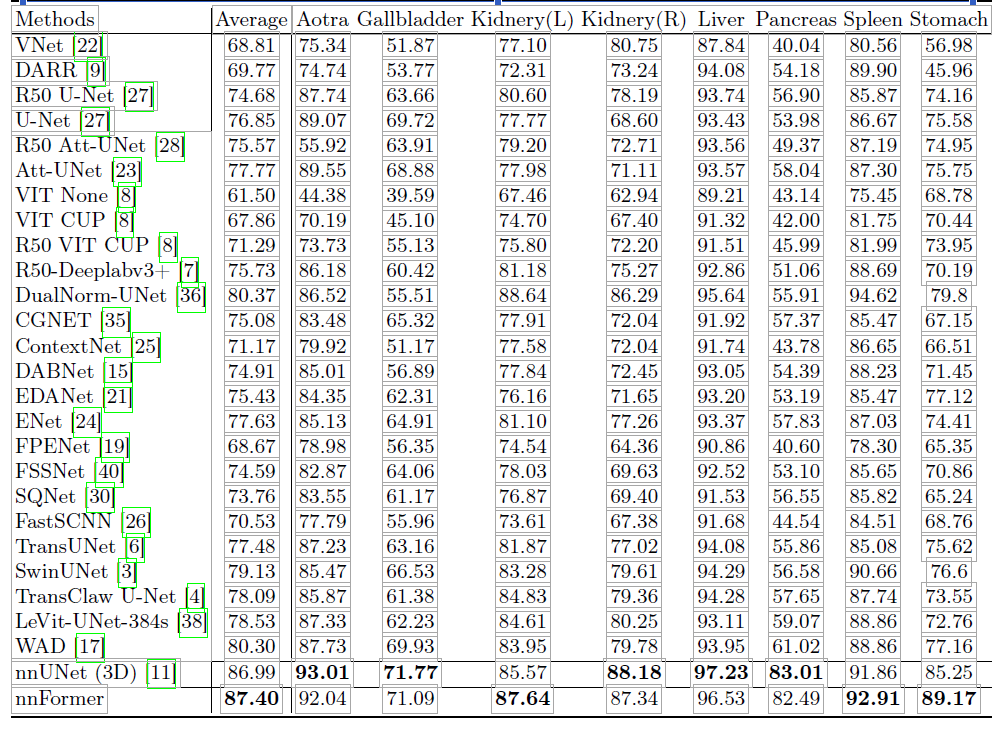 Methods Average Aotra Gallbladder Kidnery(L) Kidnery(R) Liver Pancreas Spleen Stomach
VNet [22] 68.81 75.34 51.87 77.10 80.75 87.84 40.04 80.56 56.98
DARR [9] 69.77 74.74 53.77 72.31 73.24 94.08 54.18 89.90 45.96
R50 U-Net [27] 74.68 87.74 63.66 80.60 78.19 93.74 56.90 85.87 74.16
U-Net [27] 76.85 89.07 69.72 77.77 68.60 93.43 53.98 86.67 75.58
R50 Att-UNet [28] 75.57 55.92 63.91 79.20 72.71 93.56 49.37 87.19 74.95
Att-UNet [23] 77.77 89.55 68.88 77.98 71.11 93.57 58.04 87.30 75.75
VIT None [8] 61.50 44.38 39.59 67.46 62.94 89.21 43.14 75.45 68.78
VIT CUP [8] 67.86 70.19 45.10 74.70 67.40 91.32 42.00 81.75 70.44
R50 VIT CUP [8] 71.29 73.73 55.13 75.80 72.20 91.51 45.99 81.99 73.95
R50-Deeplabv3+ [7] 75.73 86.18 60.42 81.18 75.27 92.86 51.06 88.69 70.19
DualNorm-UNet [36] 80.37 86.52 55.51 88.64 86.29 95.64 55.91 94.62 79.8
CGNET [35] 75.08 83.48 65.32 77.91 72.04 91.92 57.37 85.47 67.15
ContextNet [25] 71.17 79.92 51.17 77.58 72.04 91.74 43.78 86.65 66.51
DABNet [15] 74.91 85.01 56.89 77.84 72.45 93.05 54.39 88.23 71.45
EDANet [21] 75.43 84.35 62.31 76.16 71.65 93.20 53.19 85.47 77.12
ENet [24] 77.63 85.13 64.91 81.10 77.26 93.37 57.83 87.03 74.41
FPENet [19] 68.67 78.98 56.35 74.54 64.36 90.86 40.60 78.30 65.35
FSSNet [40] 74.59 82.87 64.06 78.03 69.63 92.52 53.10 85.65 70.86
SQNet [30] 73.76 83.55 61.17 76.87 69.40 91.53 56.55 85.82 65.24
FastSCNN [26] 70.53 77.79 55.96 73.61 67.38 91.68 44.54 84.51 68.76
TransUNet [6] 77.48 87.23 63.16 81.87 77.02 94.08 55.86 85.08 75.62
SwinUNet [3] 79.13 85.47 66.53 83.28 79.61 94.29 56.58 90.66 76.6
TransClaw U-Net [4] 78.09 85.87 61.38 84.83 79.36 94.28 57.65 87.74 73.55
LeVit-UNet-384s [38] 78.53 87.33 62.23 84.61 80.25 93.11 59.07 88.86 72.76
WAD [17] 80.30 87.73 69.93 83.95 79.78 93.95 61.02 88.86 77.16
nnUNet (3D) [11] 86.99 93.01 71.77 85.57 88.18 97.23 83.01 91.86 85.25
nnFormer 87.40 92.04 71.09 87.64 87.34 96.53 82.49 92.91 89.17